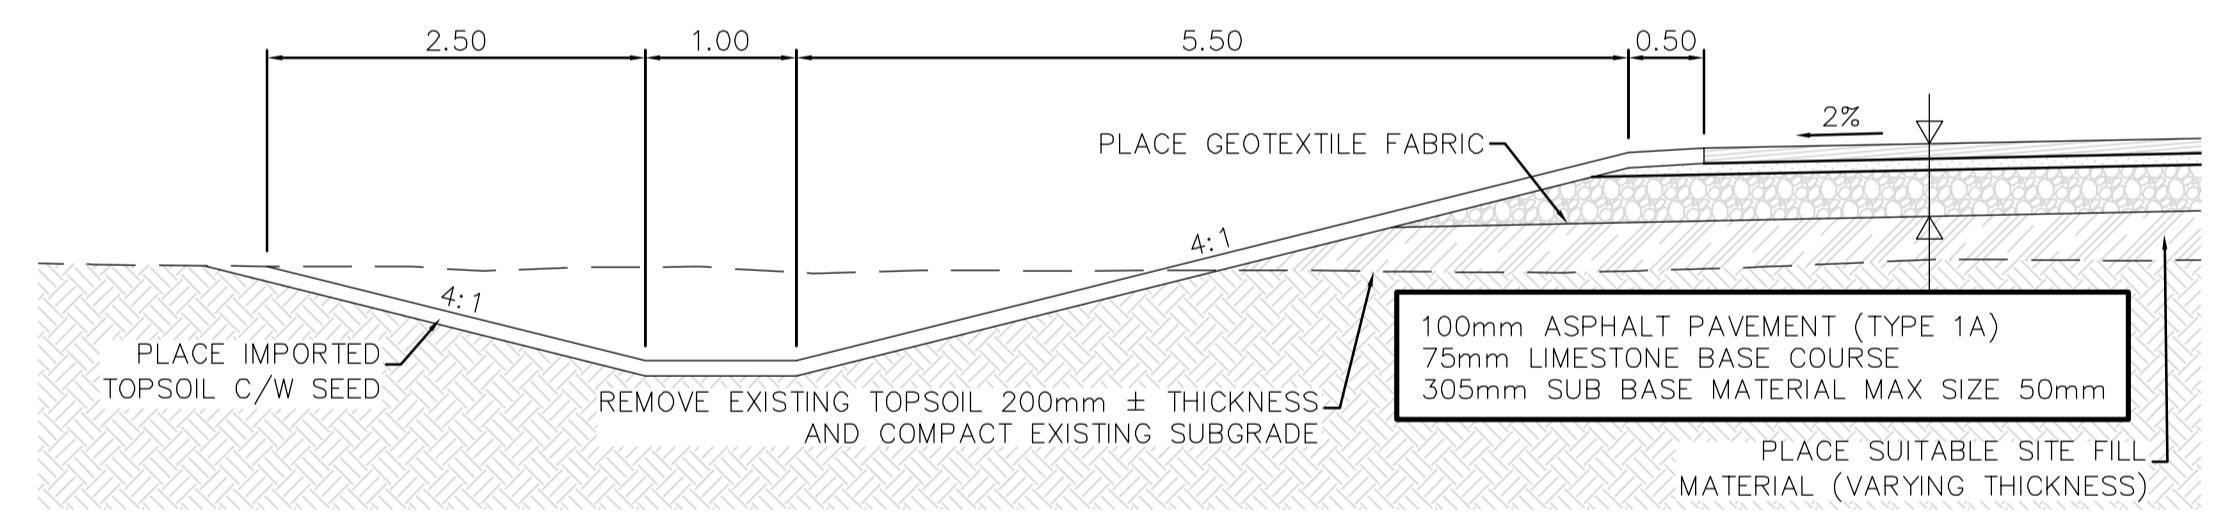 2.50
1.00
5.50
0.50
2%
PLACE GEOTEXTILE FABRIC
4:1
4:1
PLACE IMPORTED
TOPSOIL C/W SEED
REMOVE EXISTING TOPSOIL 200mm ± THICKNESS
AND COMPACT EXISTING SUBGRADE
100mm ASPHALT PAVEMENT (TYPE 1A)
75mm LIMESTONE BASE COURSE
305mm SUB BASE MATERIAL MAX SIZE 50mm
PLACE SUITABLE SITE FILL
MATERIAL (VARYING THICKNESS)